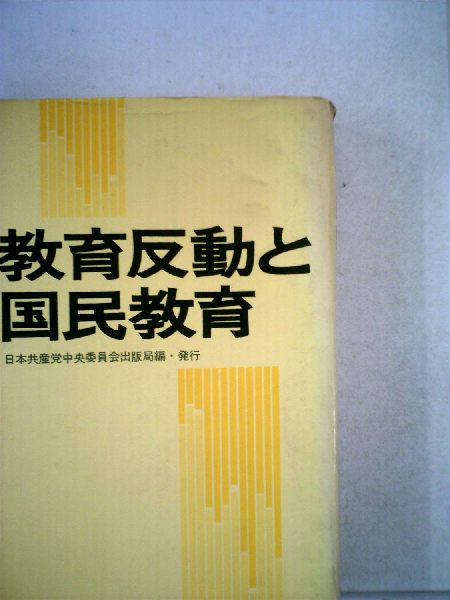 教育反動と
国民教育
日本共産党中央委員会出版局編・発行